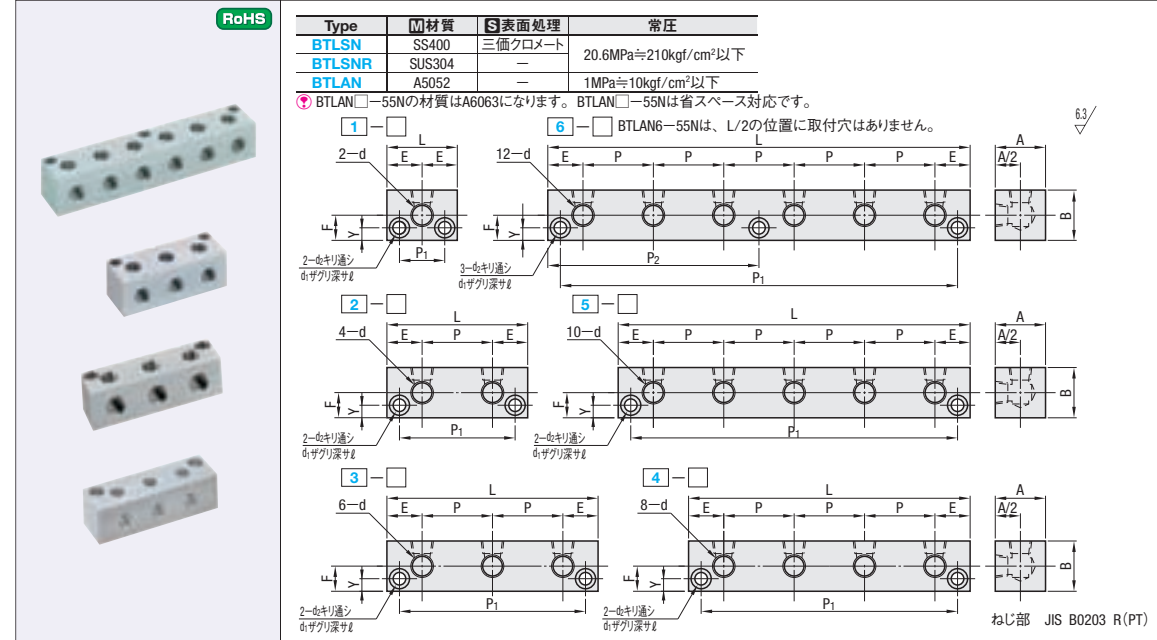 RoHS
Type M材質 S表面処理 常圧
BTLSN SS400 三価クロメート 20.6MPa≒210kgf/cm²以下
BTLSNR SUS304 －
BTLAN A5052 － 1MPa≒10kgf/cm²以下
BTLAN□－55Nの材質はA6063になります。BTLAN□－55Nは省スペース対応です。
1－□
6－□ BTLAN6－55Nは、L/2の位置に取付穴はありません。
6.3
L
E E
2－d
F
Y
P1
2－d2キリ通シ
d1ザグリ深サℓ
L
E P P P P P E
12－d
F
Y
P2
P1
3－d2キリ通シ
d1ザグリ深サℓ
A
A/2
B
2－□
5－□
L
E P E
4－d
F
Y
P1
2－d2キリ通シ
d1ザグリ深サℓ
L
E P P P P E
10－d
F
Y
P1
2－d2キリ通シ
d1ザグリ深サℓ
A
A/2
B
3－□
4－□
L
E P P E
6－d
F
Y
P1
2－d2キリ通シ
d1ザグリ深サℓ
L
E P P P E
8－d
F
Y
P1
2－d2キリ通シ
d1ザグリ深サℓ
A
A/2
B
ねじ部 JIS B0203 R(PT)